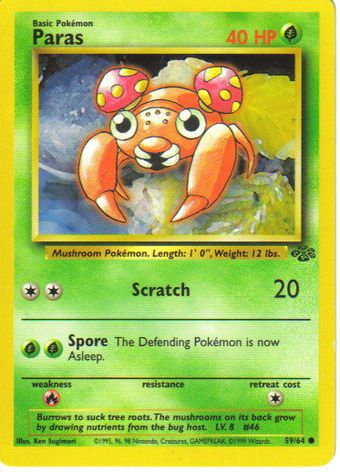 Basic Pokémon
Paras
40 HP
Mushroom Pokémon. Length: 1' 0", Weight: 12 lbs.
Scratch 20
Spore The Defending Pokémon is now
Asleep.
weakness resistance retreat cost
Burrows to suck tree roots. The mushrooms on its back grow
by drawing nutrients from the bug host. LV. 8 #46
Illus. Ken Sugimori ©1995, 96, 98 Nintendo, Creatures, GAMEFREAK. ©1999 Wizards. 59/64